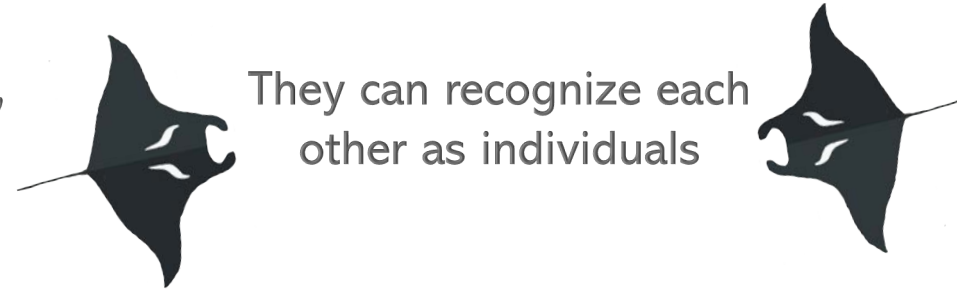 They can recognize each
other as individuals